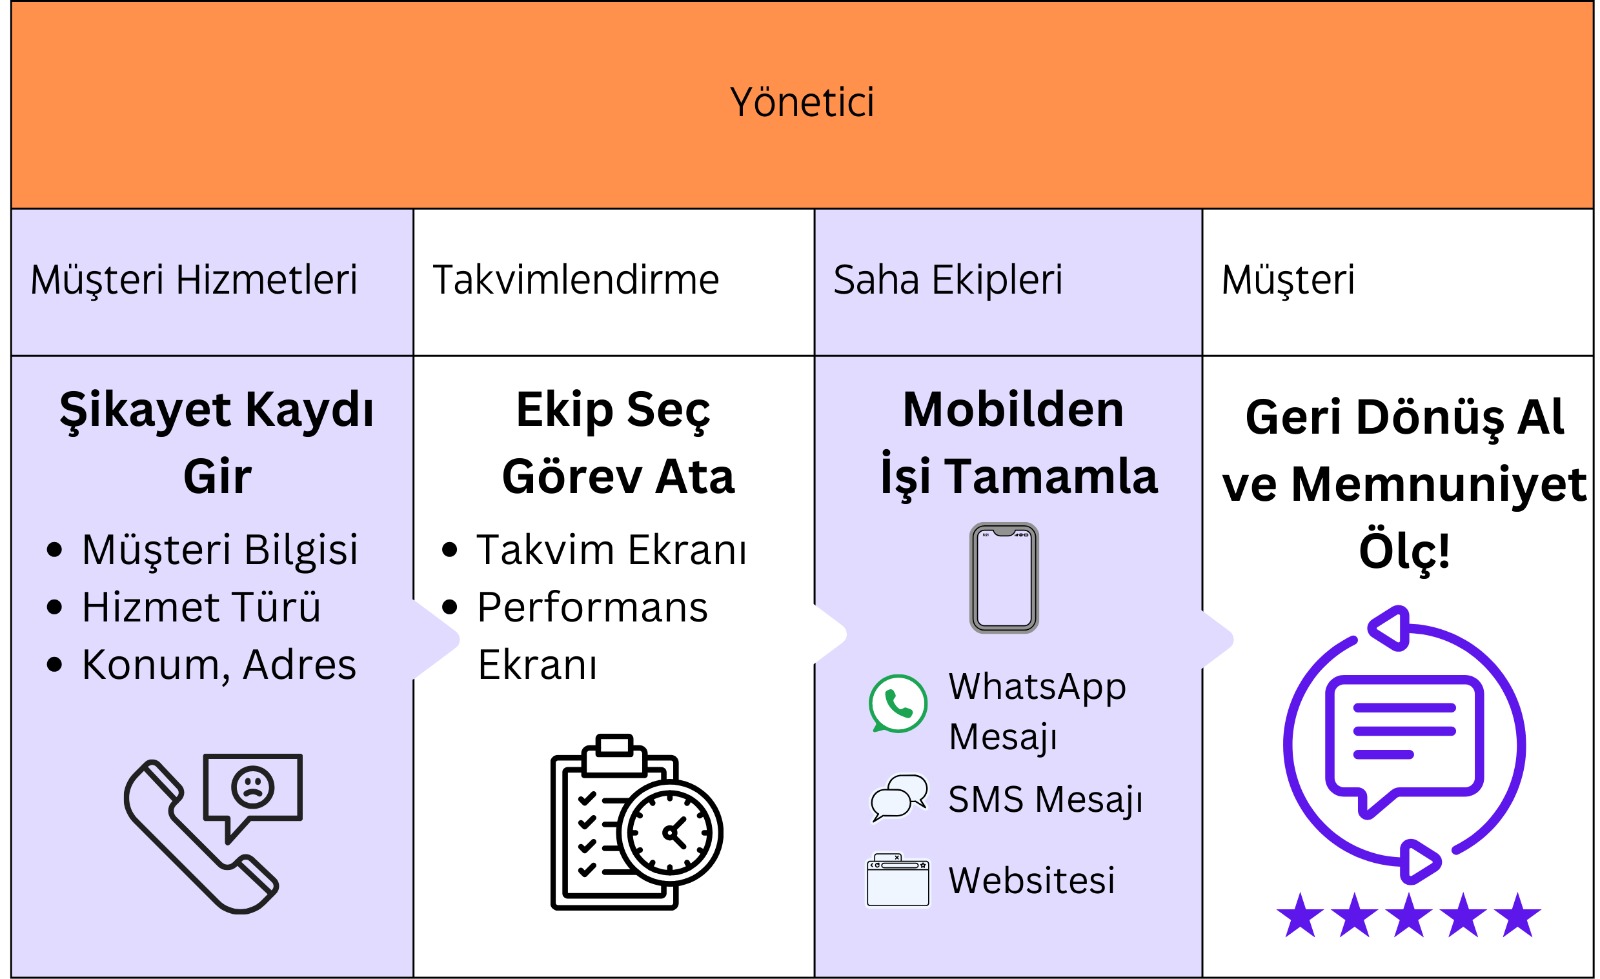 Yönetici
Müşteri Hizmetleri
Takvimlendirme
Saha Ekipleri
Müşteri
Şikayet Kaydı
Gir
• Müşteri Bilgisi
• Hizmet Türü
• Konum, Adres
Ekip Seç
Görev Ata
• Takvim Ekranı
• Performans
Ekranı
Mobilden
İşi Tamamla
WhatsApp
Mesajı
SMS Mesajı
Websitesi
Geri Dönüş Al
ve Memnuniyet
Ölç!